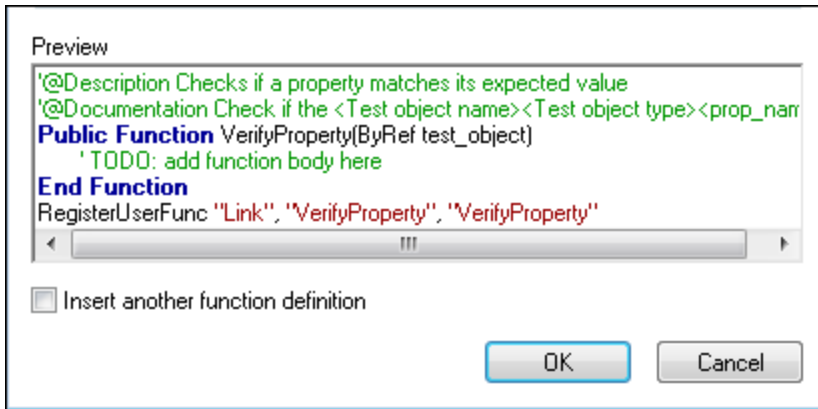 Preview
'@Description Checks if a property matches its expected value
'@Documentation Check if the <Test object name><Test object type><prop_nam
Public Function VerifyProperty(ByRef test_object)
' TODO: add function body here
End Function
RegisterUserFunc "Link", "VerifyProperty", "VerifyProperty"
Insert another function definition
OK
Cancel